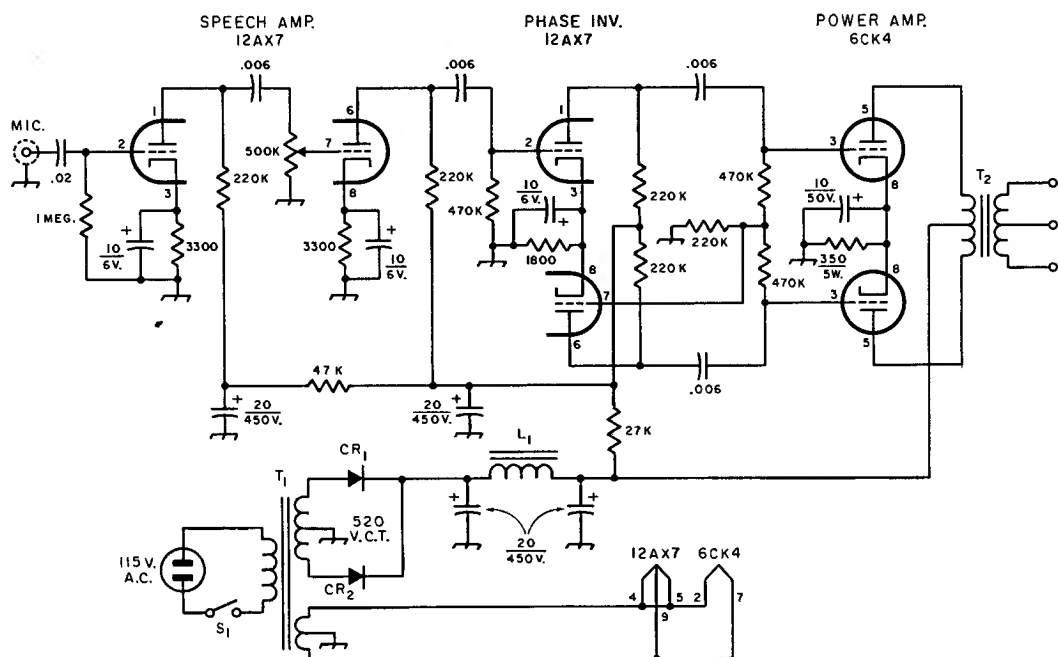 SPEECH AMP.
12AX7
PHASE INV.
12AX7
POWER AMP.
6CK4
.006
.006
.006
MIC.
.02
1 MEG.
2
1
3
10
6V.
+
3300
220K
500K
6
7
8
3300
+
10
6V.
220K
470K
2
1
3
10
6V.
+
1800
8
7
6
220K
220K
220K
470K
470K
.006
5
3
8
10
50V.
+
350
5W.
8
3
5
T2
47K
+
20
450V.
+
20
450V.
27K
L1
CR1
T1
520
V.C.T.
CR2
+
+
20
450V.
115V.
A.C.
S1
12AX7
6CK4
4
5
9
2
7